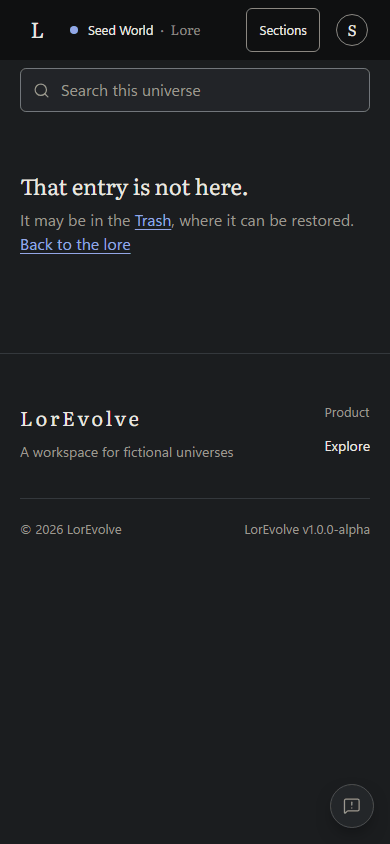 L
Seed World · Lore
Sections
S
Search this universe
That entry is not here.
It may be in the Trash, where it can be restored.
Back to the lore
LorEvolve
A workspace for fictional universes
Product
Explore
© 2026 LorEvolve
LorEvolve v1.0.0-alpha